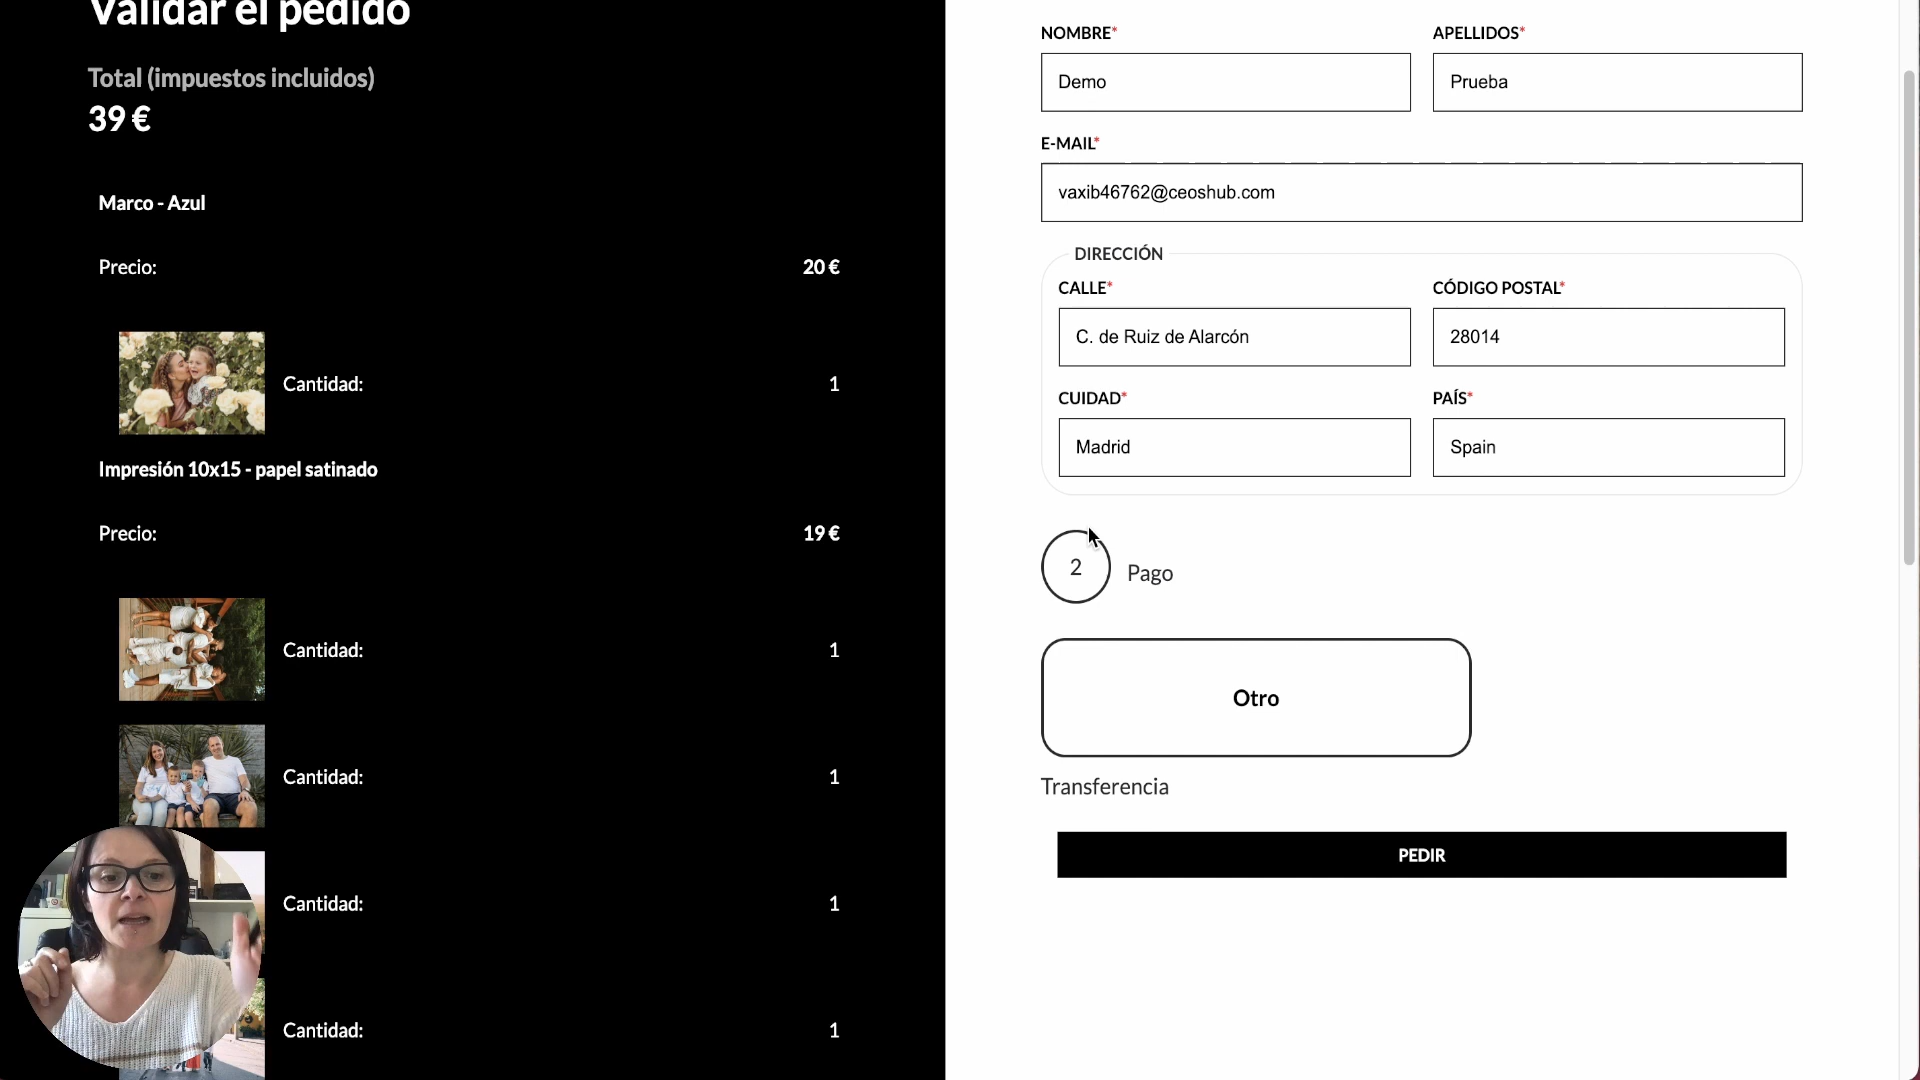 Validar el pedido
Total (impuestos incluidos)
39 €
Marco - Azul
Precio:
20 €
Cantidad:
1
Impresión 10x15 - papel satinado
Precio:
19 €
Cantidad:
1
Cantidad:
1
Cantidad:
1
Cantidad:
1
NOMBRE*
APELLIDOS*
Demo
Prueba
E-MAIL*
vaxib46762@ceoshub.com
DIRECCIÓN
CALLE*
CÓDIGO POSTAL*
C. de Ruiz de Alarcón
28014
CUIDAD*
PAÍS*
Madrid
Spain
2
Pago
Otro
Transferencia
PEDIR